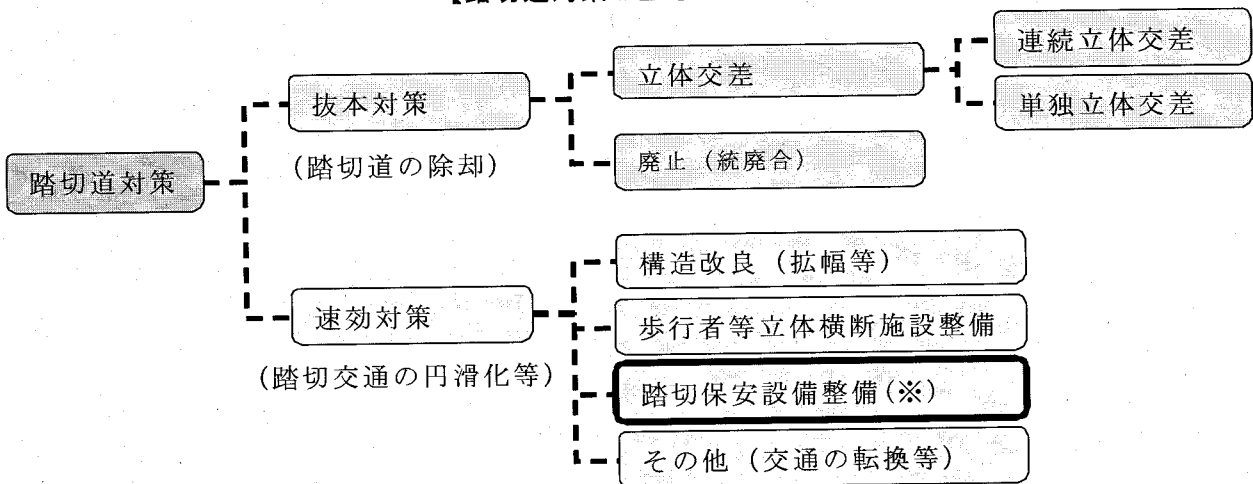 踏切道対策
抜本対策
(踏切道の除却)
立体交差
連続立体交差
単独立体交差
廃止(統廃合)
速効対策
(踏切交通の円滑化等)
構造改良(拡幅等)
歩行者等立体横断施設整備
踏切保安設備整備(※)
その他(交通の転換等)